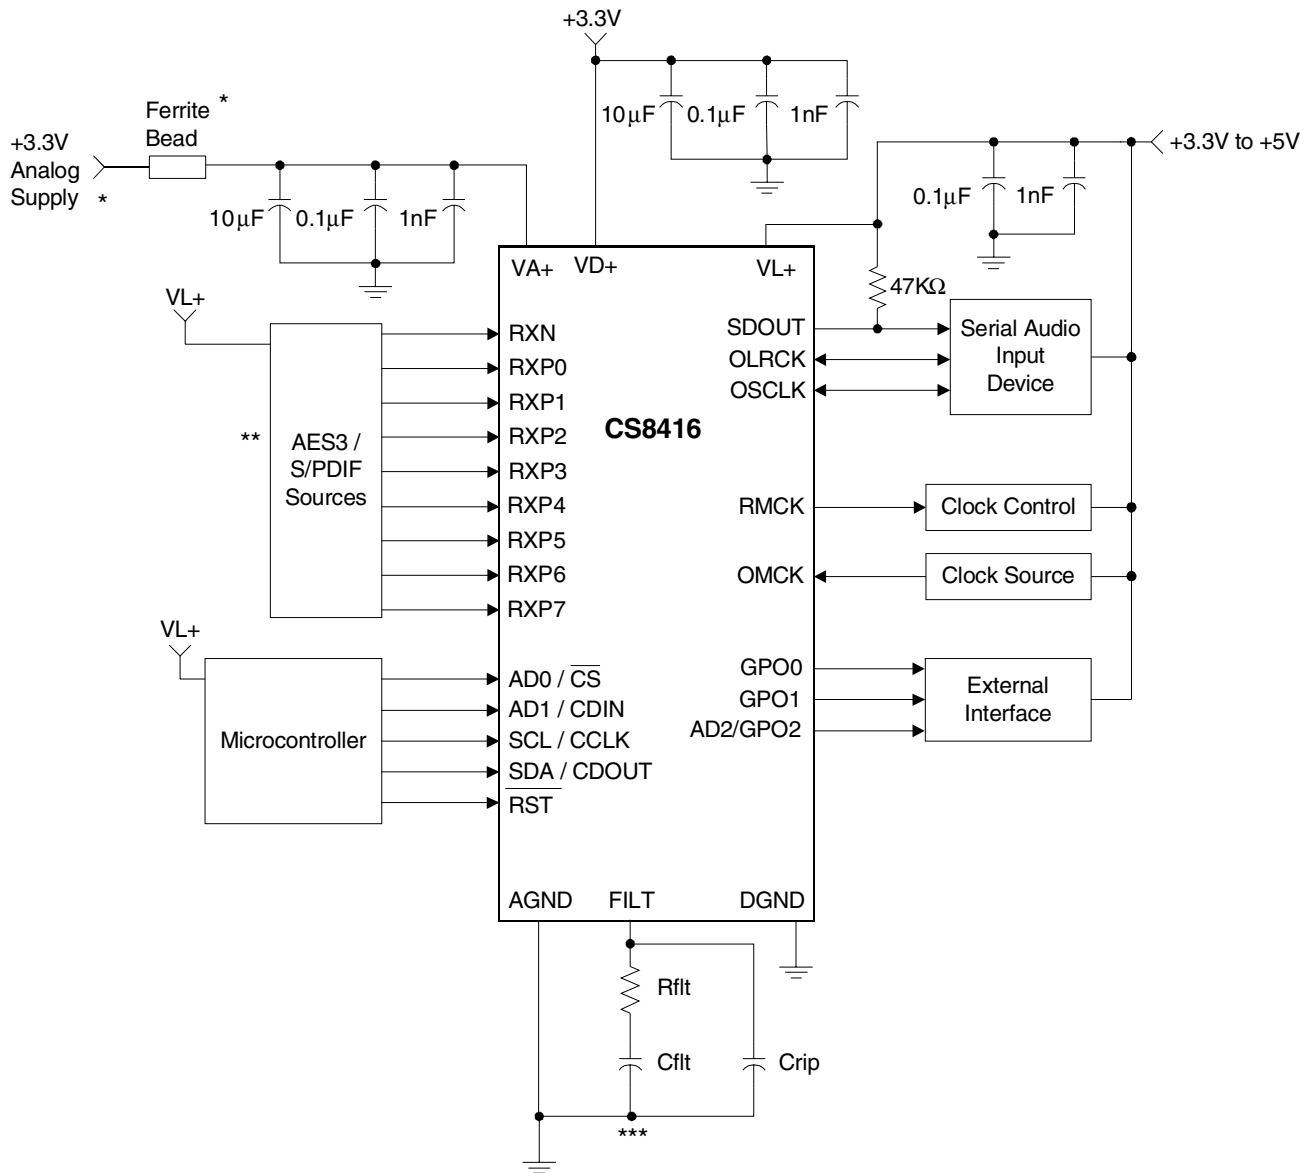 +3.3V
10μF
0.1μF
1nF
Ferrite *
Bead
+3.3V
Analog
Supply *
10μF
0.1μF
1nF
+3.3V to +5V
0.1μF
1nF
VA+
VD+
VL+
47KΩ
VL+
AES3 /
S/PDIF
Sources
**
RXN
RXP0
RXP1
RXP2
RXP3
RXP4
RXP5
RXP6
RXP7
CS8416
SDOUT
OLRCK
OSCLK
Serial Audio
Input
Device
RMCK
Clock Control
OMCK
Clock Source
VL+
Microcontroller
AD0 / C̅S̅
AD1 / CDIN
SCL / CCLK
SDA / CDOUT
R̅S̅T̅
GPO0
GPO1
AD2/GPO2
External
Interface
AGND
FILT
DGND
Rflt
Cflt
Crip
***